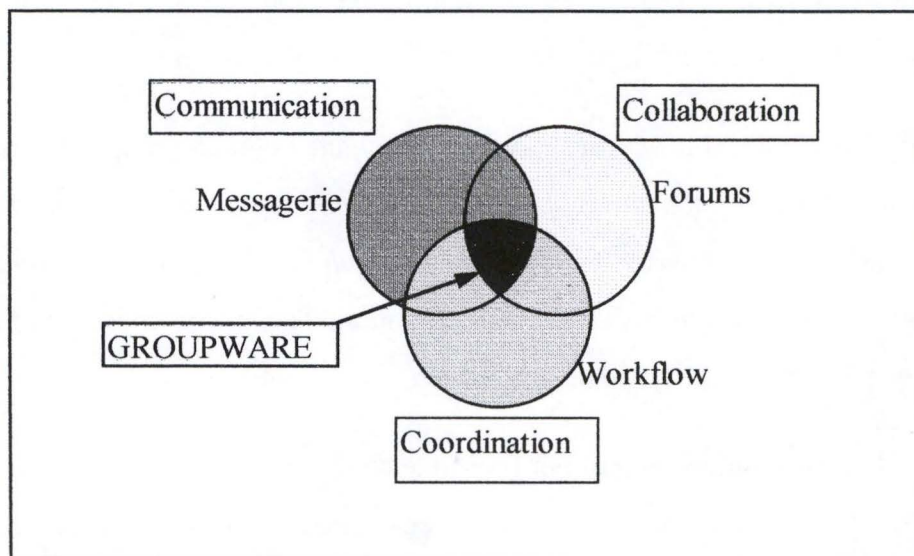 Communication
Collaboration
Messagerie
Forums
GROUPWARE
Workflow
Coordination